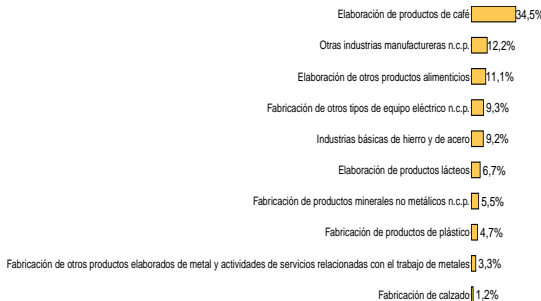 Elaboración de productos de café 34,5%
Otras industrias manufactureras n.c.p. 12,2%
Elaboración de otros productos alimenticios 11,1%
Fabricación de otros tipos de equipo eléctrico n.c.p. 9,3%
Industrias básicas de hierro y de acero 9,2%
Elaboración de productos lácteos 6,7%
Fabricación de productos minerales no metálicos n.c.p. 5,5%
Fabricación de productos de plástico 4,7%
Fabricación de otros productos elaborados de metal y actividades de servicios relacionadas con el trabajo de metales 3,3%
Fabricación de calzado 1,2%